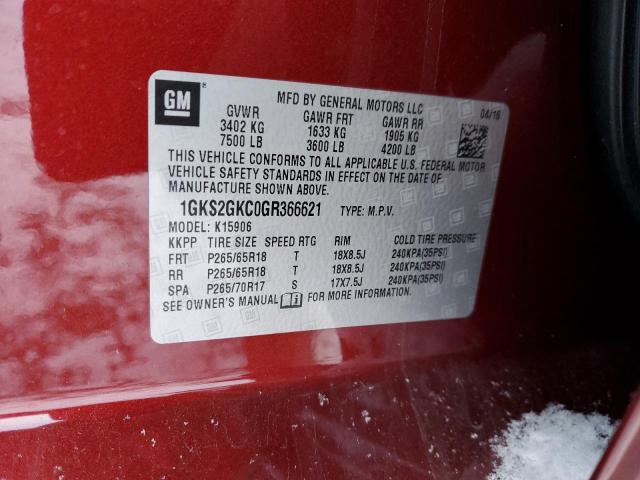 GM
MFD BY GENERAL MOTORS LLC
04/16
GVWR GAWR FRT GAWR RR
3402 KG 1633 KG 1905 KG
7500 LB 3600 LB 4200 LB
THIS VEHICLE CONFORMS TO ALL APPLICABLE U.S. FEDERAL MOTOR
VEHICLE SAFETY STANDARDS IN EFFECT ON THE DATE OF
MANUFACTURE SHOWN ABOVE.
1GKS2GKC0GR366621 TYPE: M.P.V.
MODEL: K15906
KKPP TIRE SIZE SPEED RTG RIM COLD TIRE PRESSURE
FRT P265/65R18 T 18X8.5J 240KPA(35PSI)
RR P265/65R18 T 18X8.5J 240KPA(35PSI)
SPA P265/70R17 S 17X7.5J 240KPA(35PSI)
SEE OWNER'S MANUAL FOR MORE INFORMATION.